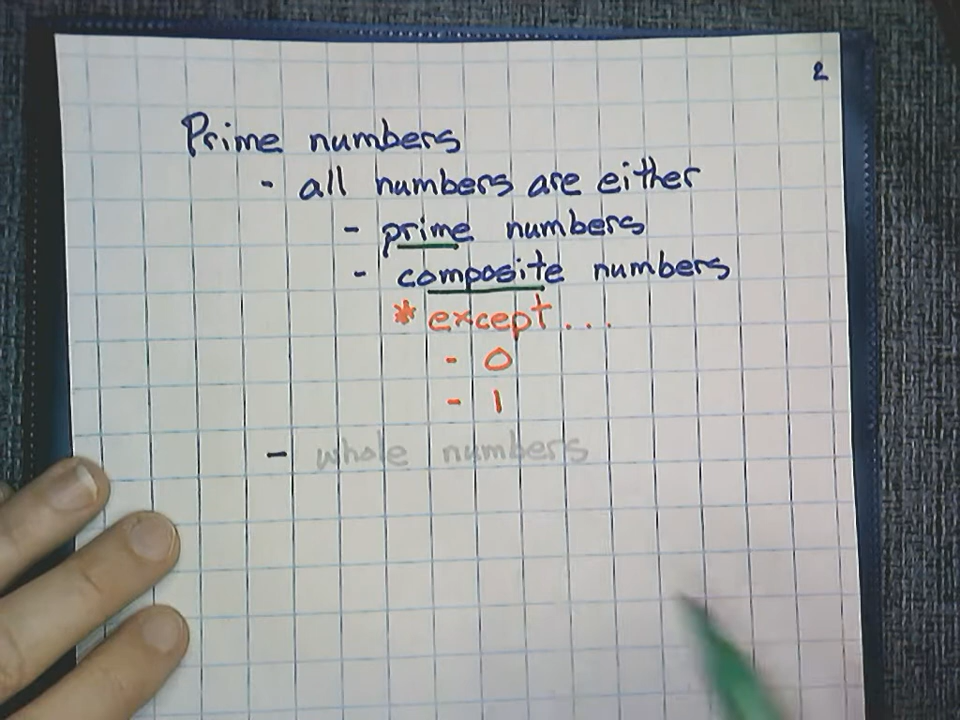 2
Prime numbers
- all numbers are either
- prime numbers
- composite numbers
* except...
- 0
- 1
- whole numbers